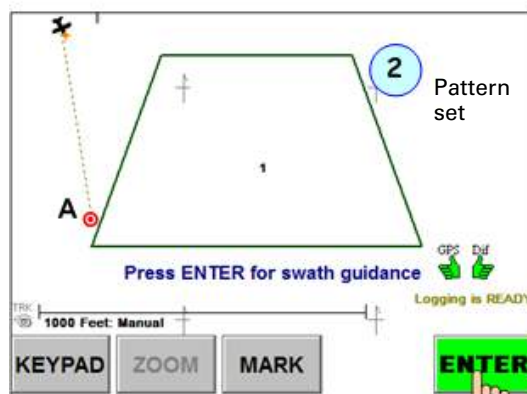 2
Pattern
set
1
A
GPS Dif
Press ENTER for swath guidance
Logging is READY
TRK
1000 Feet: Manual
KEYPAD ZOOM MARK ENTER